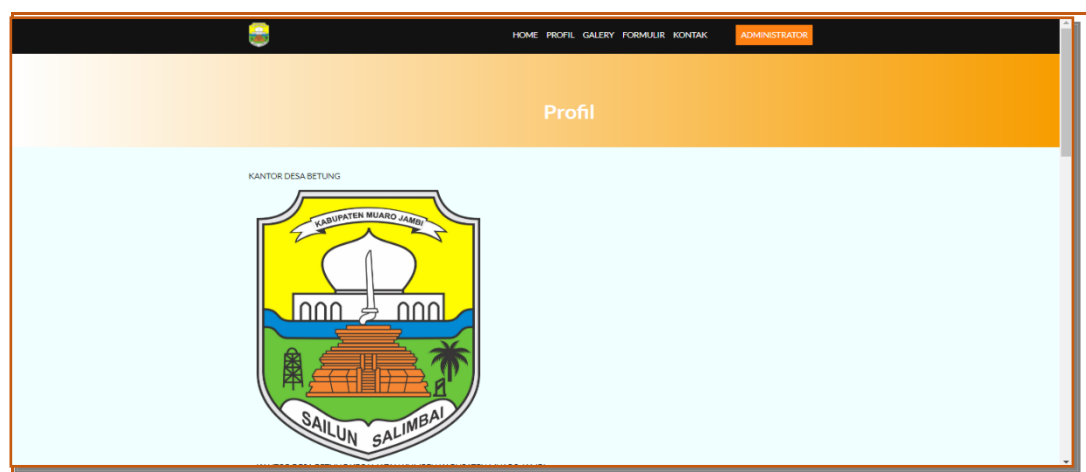 HOME PROFIL GALERY FORMULIR KONTAK ADMINISTRATOR
Profil
KANTOR DESA BETUNG
KABUPATEN MUARO JAMBI
SAILUN SALIMBAI